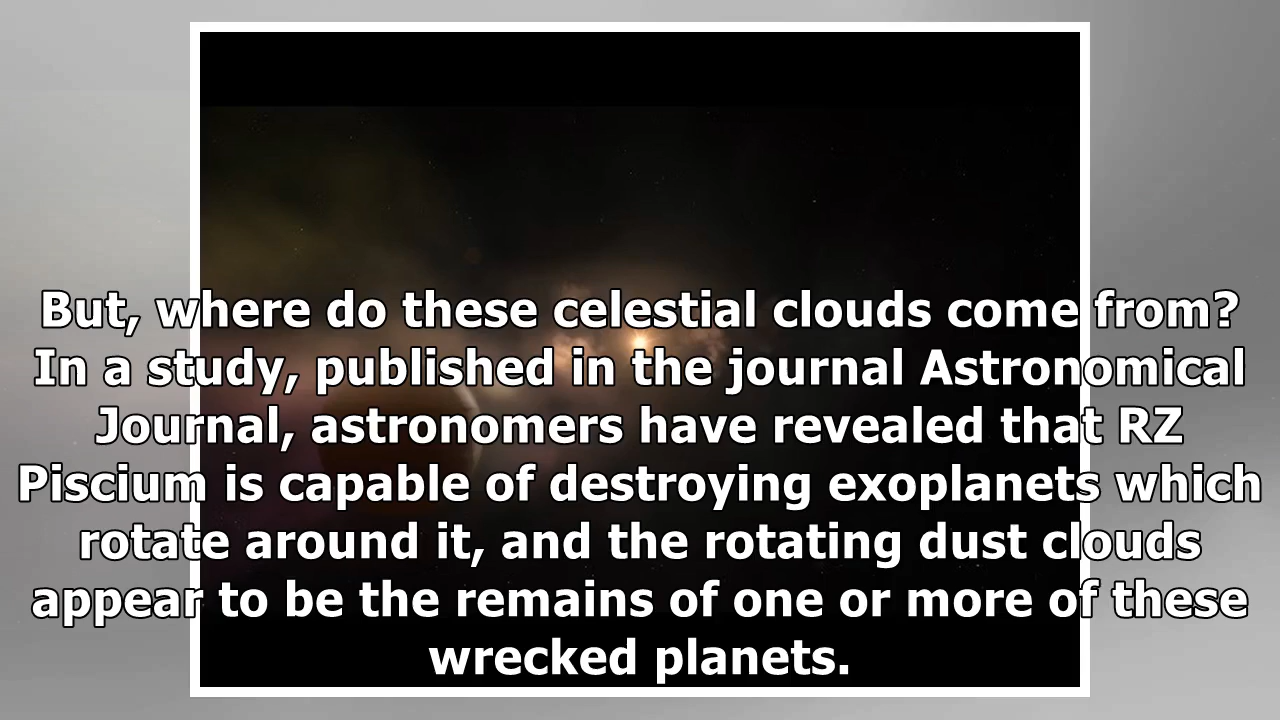 But, where do these celestial clouds come from?
In a study, published in the journal Astronomical
Journal, astronomers have revealed that RZ
Piscium is capable of destroying exoplanets which
rotate around it, and the rotating dust clouds
appear to be the remains of one or more of these
wrecked planets.